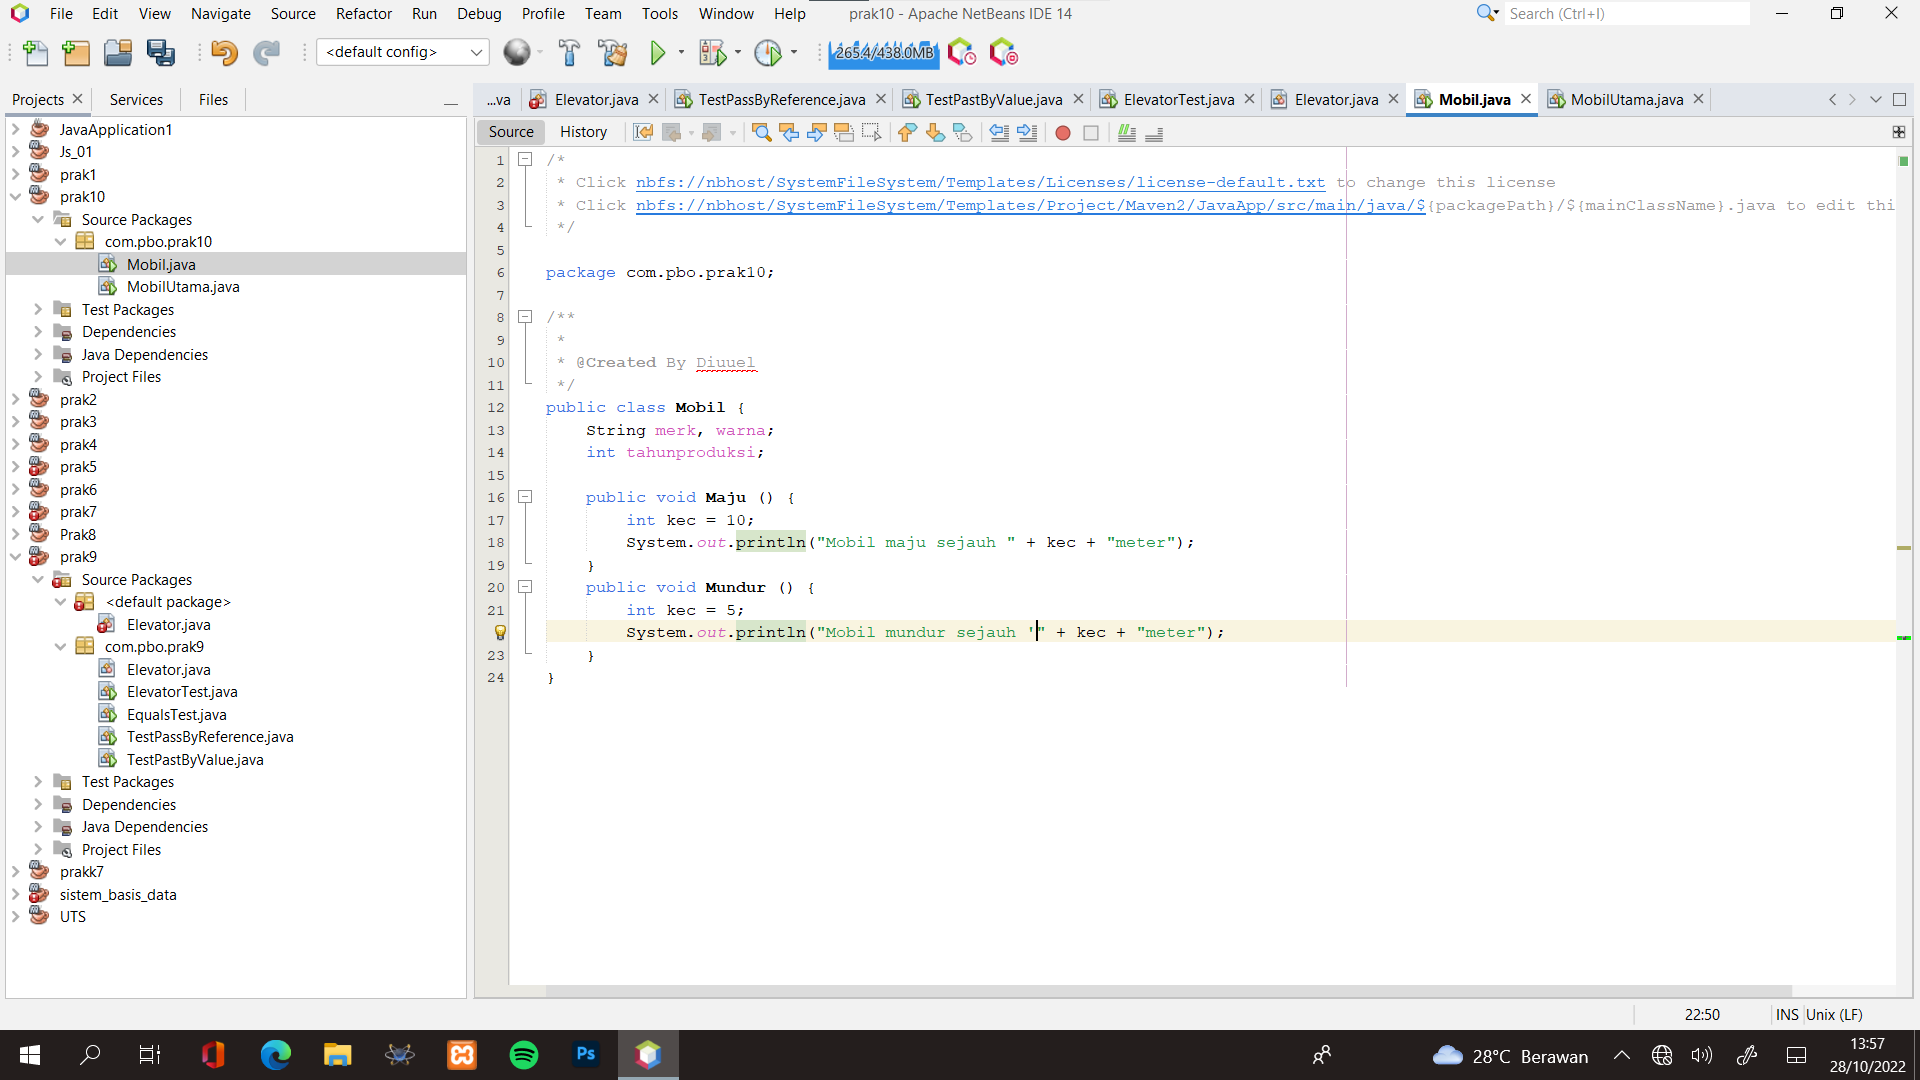 File Edit View Navigate Source Refactor Run Debug Profile Team Tools Window Help prak10 - Apache NetBeans IDE 14 Search (Ctrl+I)
<default config> 265.4/438.0MB
Projects Services Files
...va Elevator.java TestPassByReference.java TestPastByValue.java ElevatorTest.java Elevator.java Mobil.java MobilUtama.java
Source History
JavaApplication1
Js_01
prak1
prak10
Source Packages
com.pbo.prak10
Mobil.java
MobilUtama.java
Test Packages
Dependencies
Java Dependencies
Project Files
prak2
prak3
prak4
prak5
prak6
prak7
Prak8
prak9
Source Packages
<default package>
Elevator.java
com.pbo.prak9
Elevator.java
ElevatorTest.java
EqualsTest.java
TestPassByReference.java
TestPastByValue.java
Test Packages
Dependencies
Java Dependencies
Project Files
prakk7
sistem_basis_data
UTS
1 /*
2 * Click nbfs://nbhost/SystemFileSystem/Templates/Licenses/license-default.txt to change this license
3 * Click nbfs://nbhost/SystemFileSystem/Templates/Project/Maven2/JavaApp/src/main/java/${packagePath}/${mainClassName}.java to edit thi
4 */
5
6 package com.pbo.prak10;
7
8 /**
9 *
10 * @Created By Diuuel
11 */
12 public class Mobil {
13 String merk, warna;
14 int tahunproduksi;
15
16 public void Maju () {
17 int kec = 10;
18 System.out.println("Mobil maju sejauh " + kec + "meter");
19 }
20 public void Mundur () {
21 int kec = 5;
System.out.println("Mobil mundur sejauh '" + kec + "meter");
23 }
24 }
22:50 INS Unix (LF)
Ps
28°C Berawan
13:57
28/10/2022